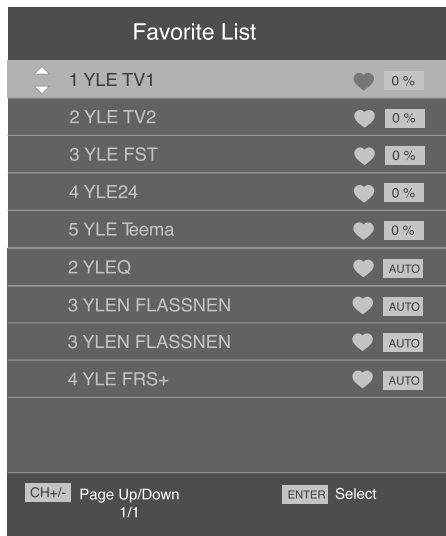 Favorite List
1 YLE TV1 0 %
2 YLE TV2 0 %
3 YLE FST 0 %
4 YLE24 0 %
5 YLE Teema 0 %
2 YLEQ AUTO
3 YLEN FLASSNEN AUTO
3 YLEN FLASSNEN AUTO
4 YLE FRS+ AUTO
CH+/- Page Up/Down ENTER Select
1/1